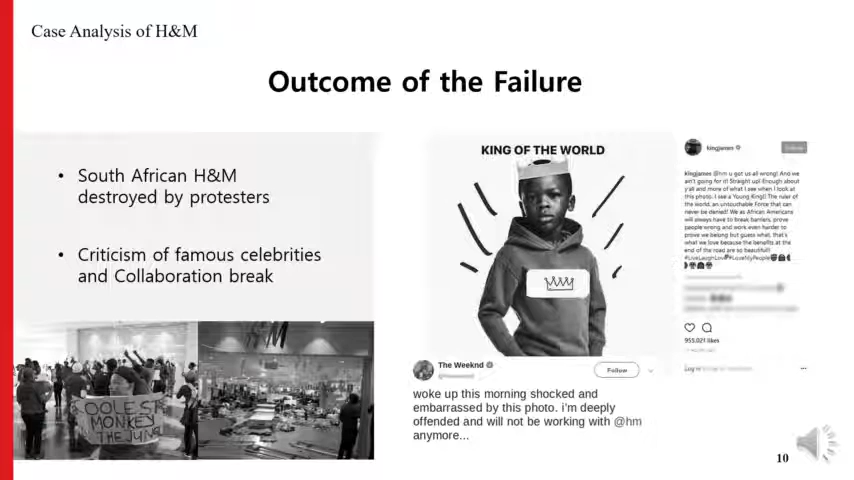 Case Analysis of H&M
Outcome of the Failure
• South African H&M
destroyed by protesters
• Criticism of famous celebrities
and Collaboration break
OOLEST
MONKEY
THE JUNGL
H/M
KING OF THE WORLD
The Weeknd
Follow
woke up this morning shocked and
embarrassed by this photo. i'm deeply
offended and will not be working with @hm
anymore...
kingjames
Follow
kingjames @hm u got us all wrong! And we
ain't going for it! Straight up! Enough about
y'all and more of what I see when I look at
this photo. I see a Young King!! The ruler of
the world, an untouchable Force that can
never be denied! We as African Americans
will always have to break barriers, prove
people wrong and work even harder to
prove we belong but guess what, that's
what we love because the benefits at the
end of the road are so beautiful!!
#LiveLaughLove #LoveMyPeople
955,021 likes
Log in
10